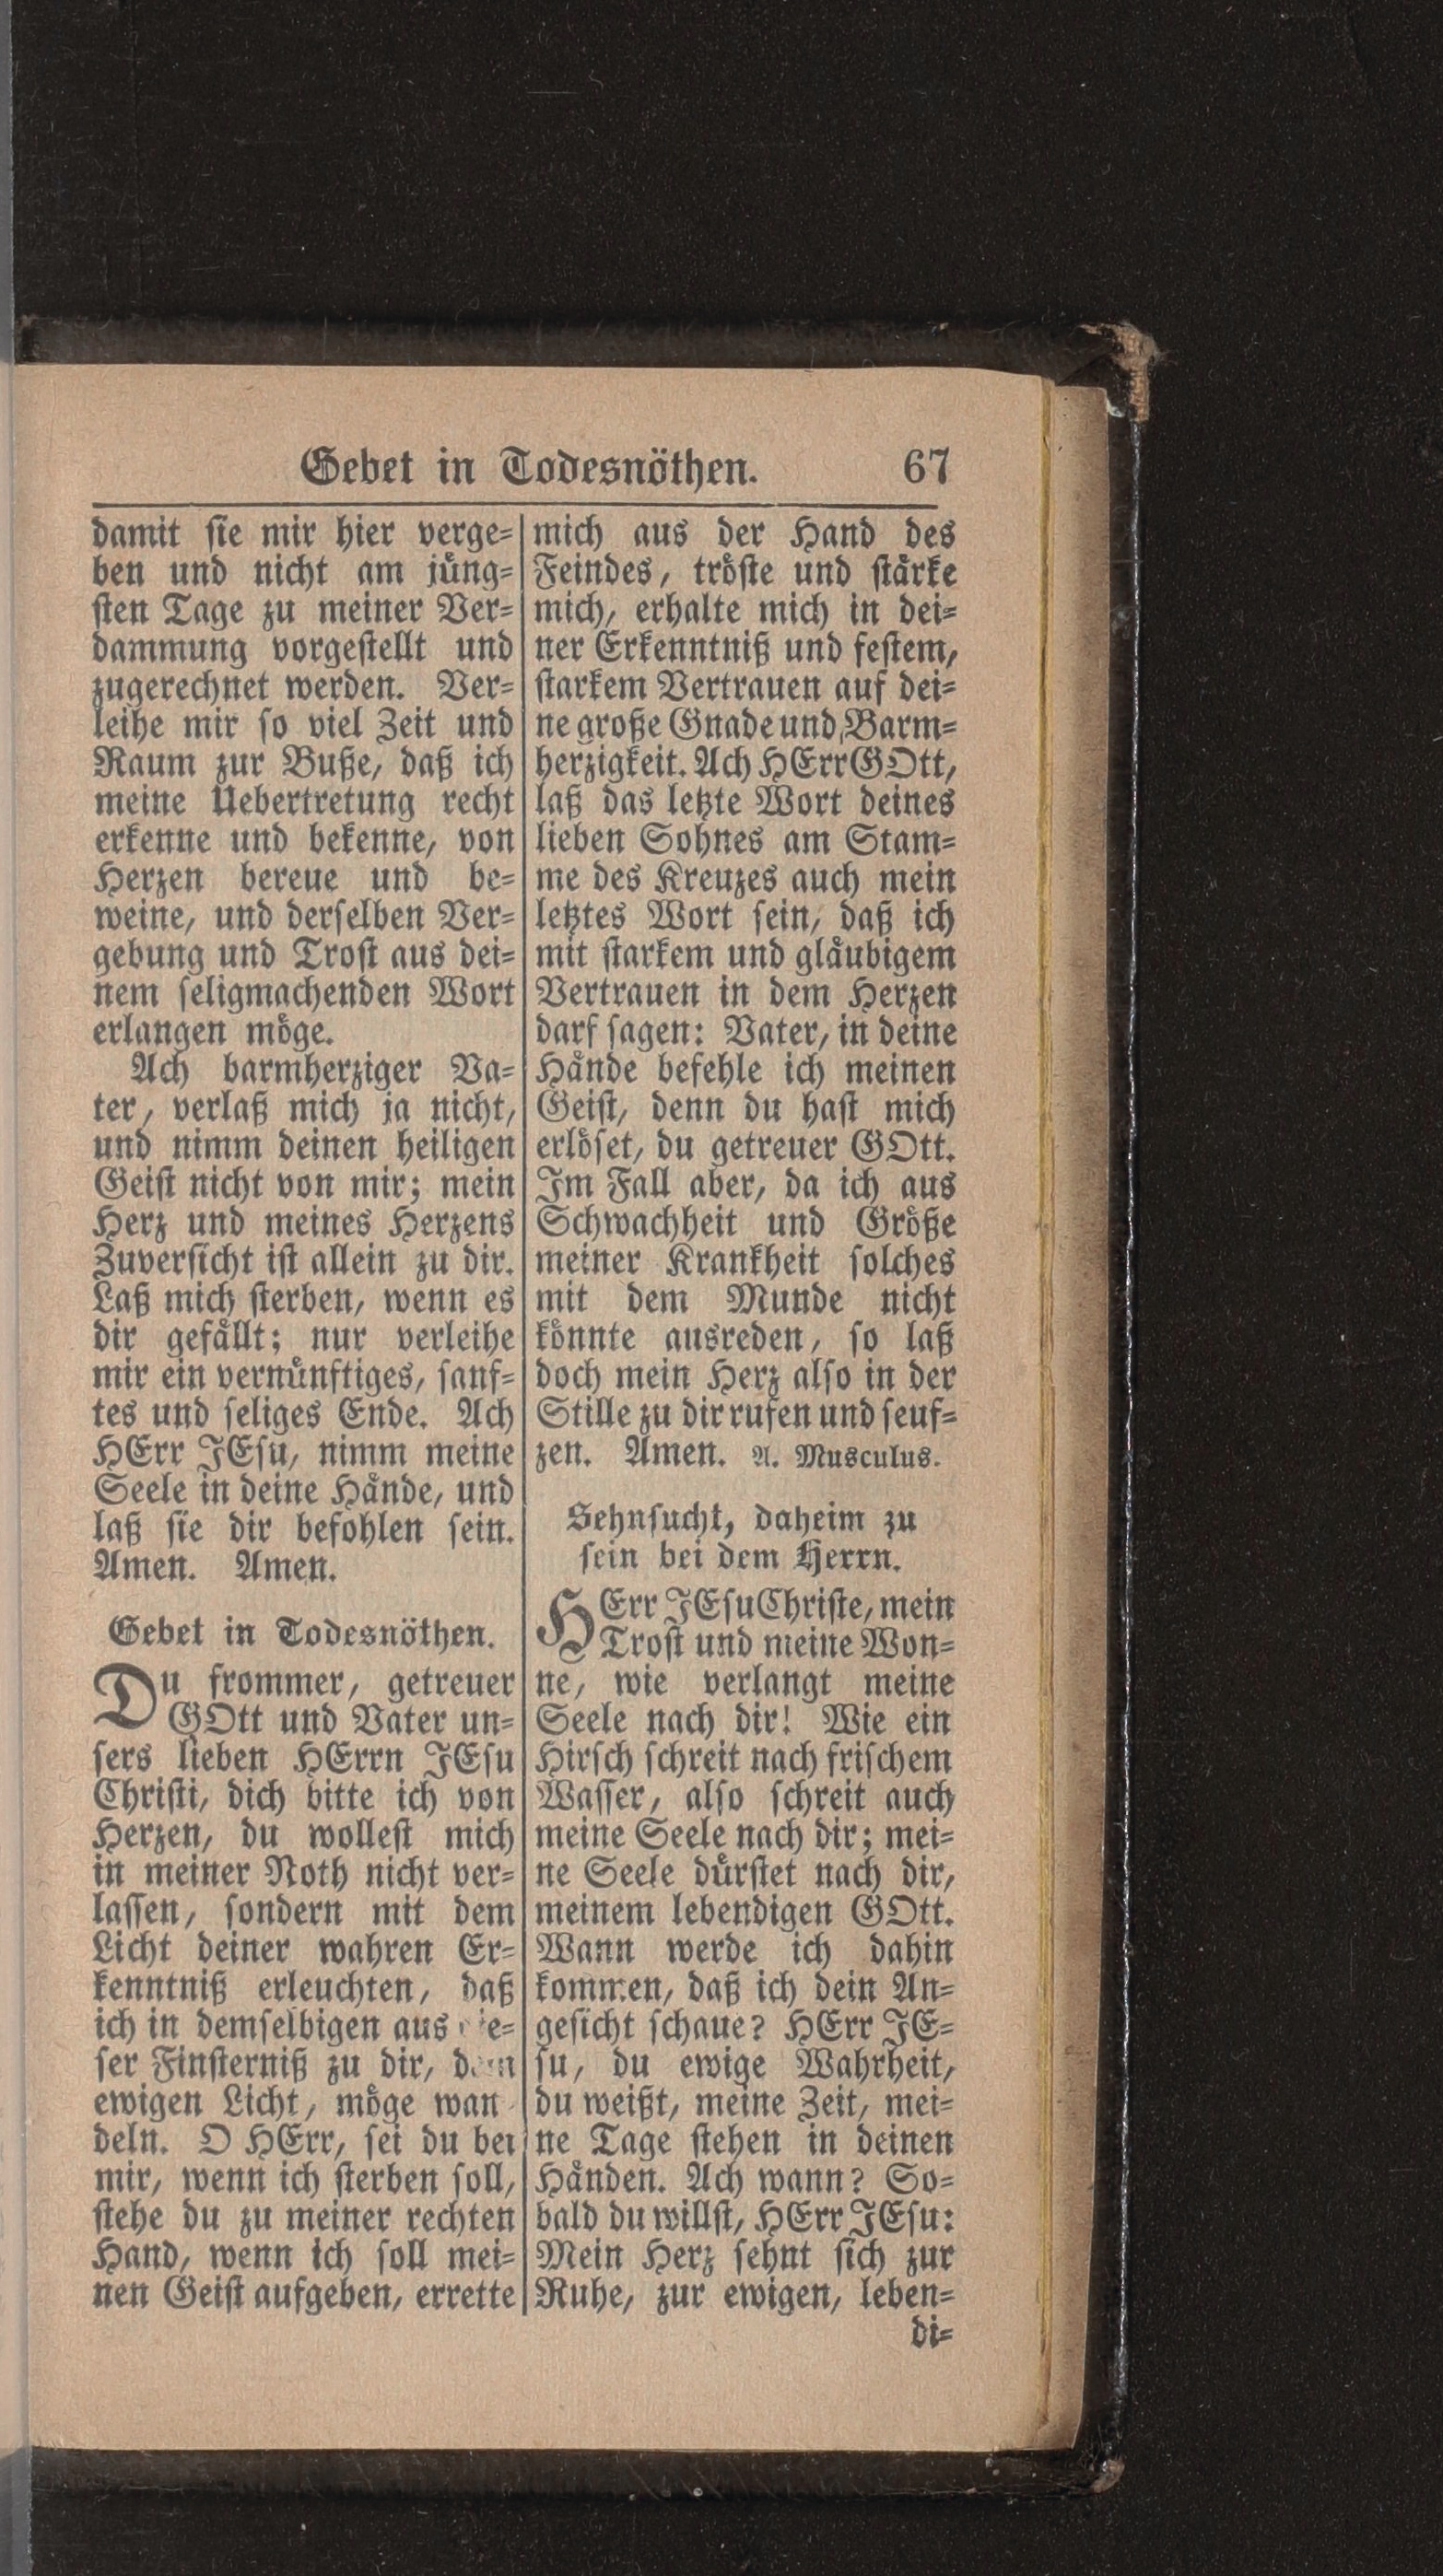 Gebet in Todesnöthen. 67
damit sie mir hier verge-
ben und nicht am jüng-
sten Tage zu meiner Ver-
dammung vorgestellt und
zugerechnet werden. Ver-
leihe mir so viel Zeit und
Raum zur Buße, daß ich
meine Uebertretung recht
erkenne und bekenne, von
Herzen bereue und be-
weine, und derselben Ver-
gebung und Trost aus dei-
nem seligmachenden Wort
erlangen möge.
Ach barmherziger Va-
ter, verlaß mich ja nicht,
und nimm deinen heiligen
Geist nicht von mir; mein
Herz und meines Herzens
Zuversicht ist allein zu dir.
Laß mich sterben, wenn es
dir gefällt; nur verleihe
mir ein vernünftiges, sanf-
tes und seliges Ende. Ach
HErr JEsu, nimm meine
Seele in deine Hände, und
laß sie dir befohlen sein.
Amen. Amen.
Gebet in Todesnöthen.
Du frommer, getreuer
GOtt und Vater un-
sers lieben HErrn JEsu
Christi, dich bitte ich von
Herzen, du wollest mich
in meiner Noth nicht ver-
lassen, sondern mit dem
Licht deiner wahren Er-
kenntniß erleuchten, daß
ich in demselbigen aus die-
ser Finsterniß zu dir, dem
ewigen Licht, möge wan-
deln. O HErr, sei du bei
mir, wenn ich sterben soll,
stehe du zu meiner rechten
Hand, wenn ich soll mei-
nen Geist aufgeben, errette
mich aus der Hand des
Feindes, tröste und stärke
mich, erhalte mich in dei-
ner Erkenntniß und festem,
starkem Vertrauen auf dei-
ne große Gnade und Barm-
herzigkeit. Ach HErr GOtt,
laß das letzte Wort deines
lieben Sohnes am Stam-
me des Kreuzes auch mein
letztes Wort sein, daß ich
mit starkem und gläubigem
Vertrauen in dem Herzen
darf sagen: Vater, in deine
Hände befehle ich meinen
Geist, denn du hast mich
erlöset, du getreuer GOtt.
Im Fall aber, da ich aus
Schwachheit und Größe
meiner Krankheit solches
mit dem Munde nicht
könnte ausreden, so laß
doch mein Herz also in der
Stille zu dir rufen und seuf-
zen. Amen. A. Musculus.
Sehnsucht, daheim zu
sein bei dem Herrn.
HErr JEsu Christe, mein
Trost und meine Won-
ne, wie verlangt meine
Seele nach dir! Wie ein
Hirsch schreit nach frischem
Wasser, also schreit auch
meine Seele nach dir; mei-
ne Seele dürstet nach dir,
meinem lebendigen GOtt.
Wann werde ich dahin
kommen, daß ich dein An-
gesicht schaue? HErr JE-
su, du ewige Wahrheit,
du weißt, meine Zeit, mei-
ne Tage stehen in deinen
Händen. Ach wann? So-
bald du willst, HErr JEsu:
Mein Herz sehnt sich zur
Ruhe, zur ewigen, leben-
di-